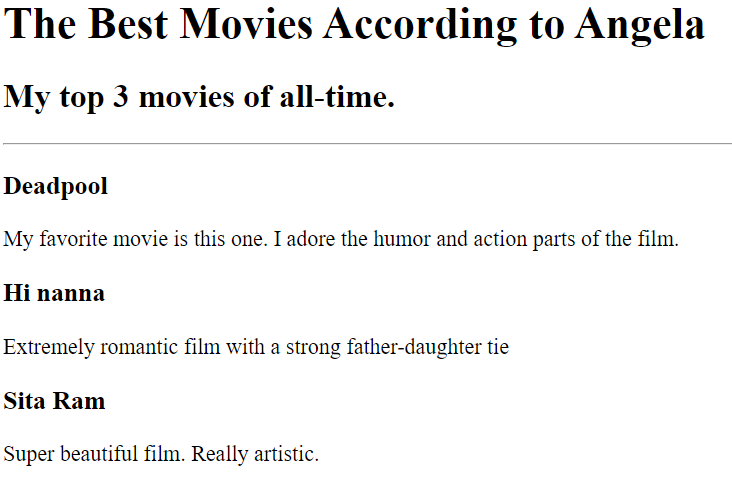 The Best Movies According to Angela
My top 3 movies of all-time.
Deadpool
My favorite movie is this one. I adore the humor and action parts of the film.
Hi nanna
Extremely romantic film with a strong father-daughter tie
Sita Ram
Super beautiful film. Really artistic.